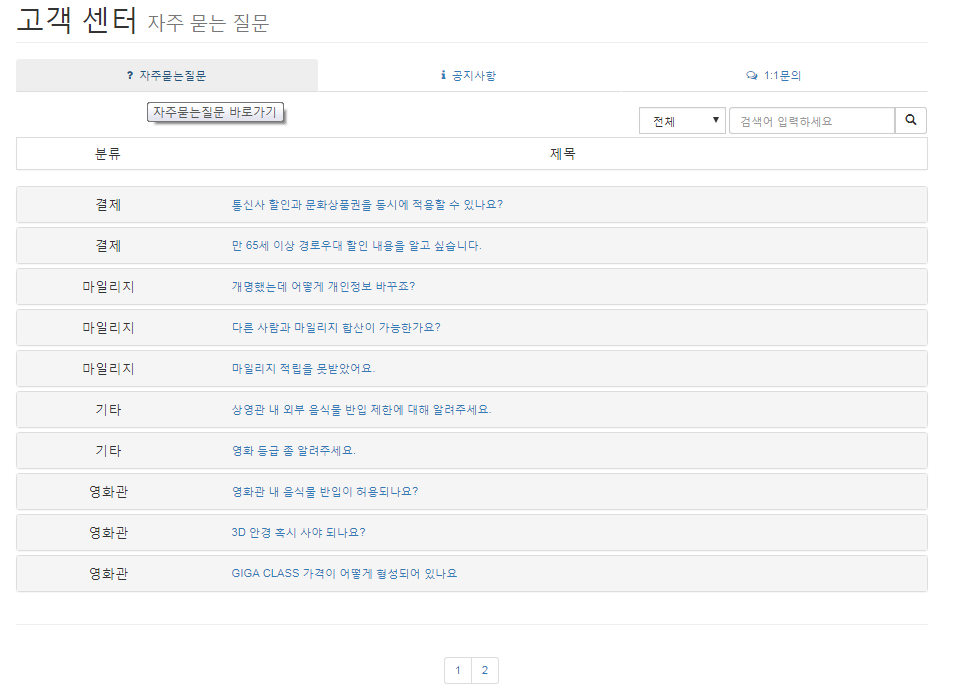 고객 센터 자주 묻는 질문
? 자주묻는질문 i 공지사항 1:1문의
자주묻는질문 바로가기
전체 검색어 입력하세요
분류 제목
결제 통신사 할인과 문화상품권을 동시에 적용할 수 있나요?
결제 만 65세 이상 경로우대 할인 내용을 알고 싶습니다.
마일리지 개명했는데 어떻게 개인정보 바꾸죠?
마일리지 다른 사람과 마일리지 합산이 가능한가요?
마일리지 마일리지 적립을 못받았어요.
기타 상영관 내 외부 음식물 반입 제한에 대해 알려주세요.
기타 영화 등급 좀 알려주세요.
영화관 영화관 내 음식물 반입이 허용되나요?
영화관 3D 안경 혹시 사야 되나요?
영화관 GIGA CLASS 가격이 어떻게 형성되어 있나요
1 2